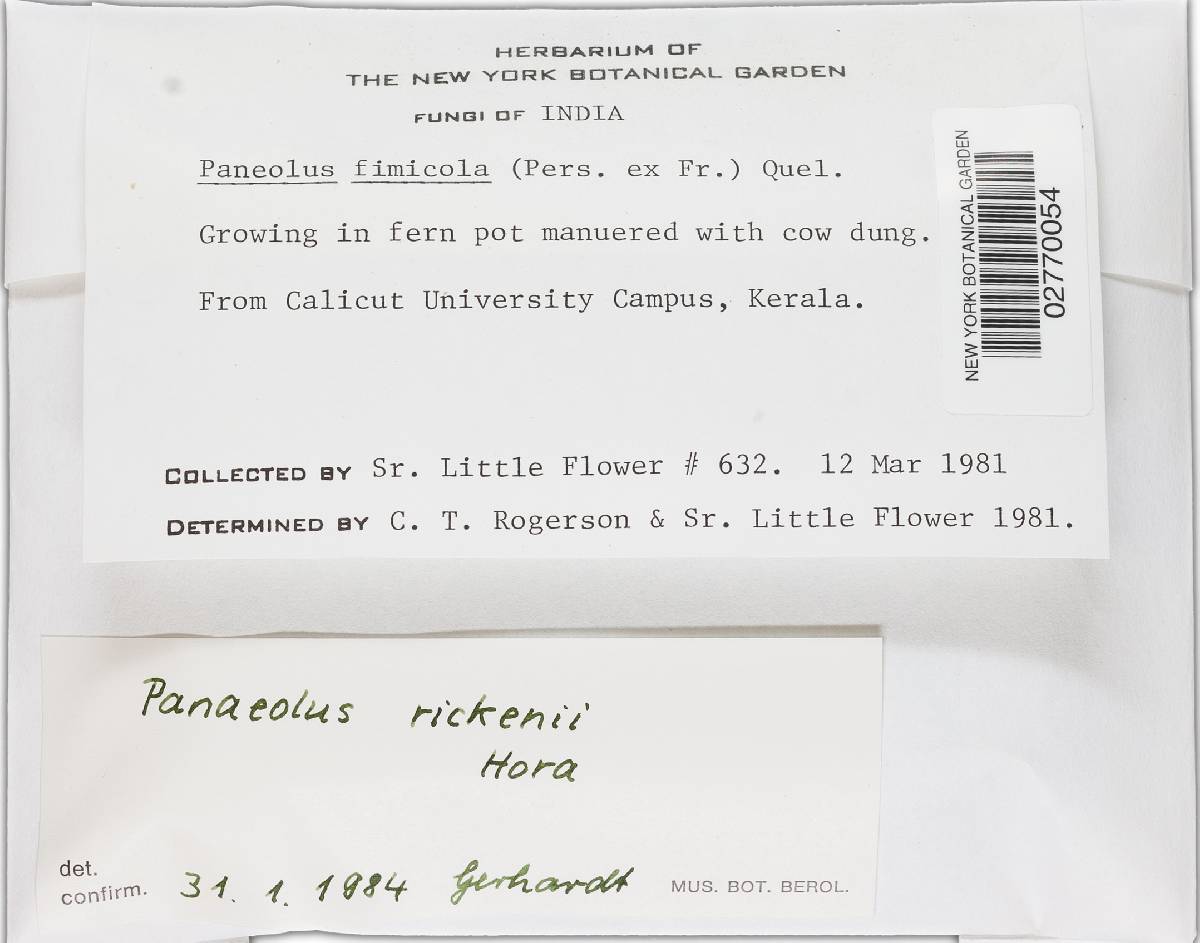 HERBARIUM OF
THE NEW YORK BOTANICAL GARDEN
FUNGI OF INDIA
Paneolus fimicola (Pers. ex Fr.) Quel.
Growing in fern pot manuered with cow dung.
From Calicut University Campus, Kerala.
NEW YORK BOTANICAL GARDEN
02770054
COLLECTED BY Sr. Little Flower # 632. 12 Mar 1981
DETERMINED BY C. T. Rogerson & Sr. Little Flower 1981.
Panaeolus rickenii
Hora
det.
confirm. 31. 1. 1984 Gerhardt MUS. BOT. BEROL.